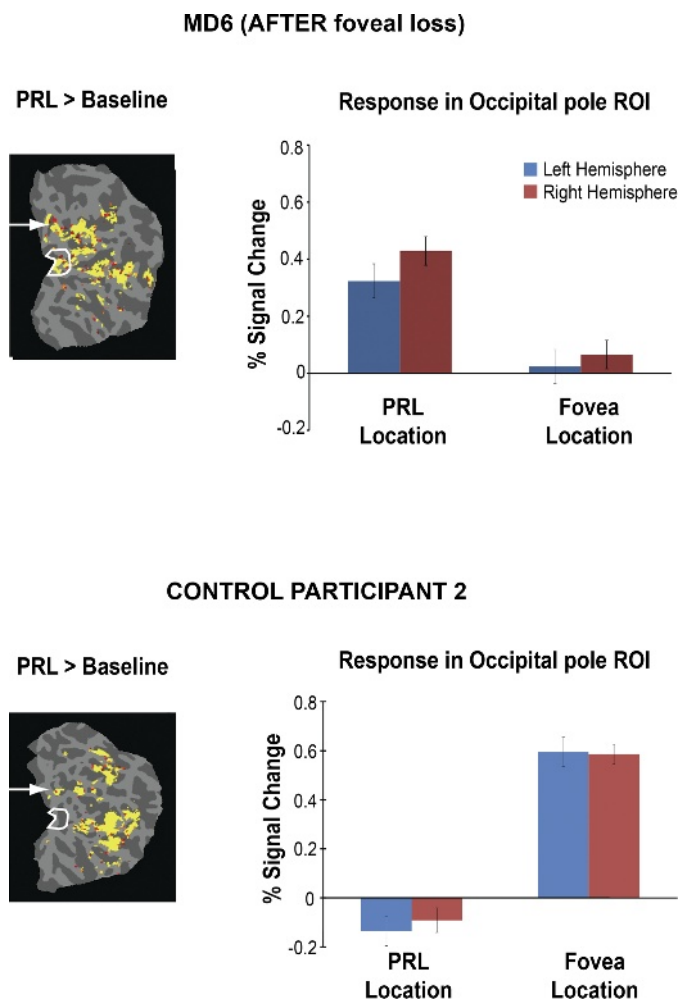 MD6 (AFTER foveal loss)
PRL > Baseline
Response in Occipital pole ROI
% Signal Change
0.8
0.6
0.4
0.2
0
-0.2
Left Hemisphere
Right Hemisphere
PRL
Location
Fovea
Location
CONTROL PARTICIPANT 2
PRL > Baseline
Response in Occipital pole ROI
% Signal Change
0.8
0.6
0.4
0.2
0
-0.2
PRL
Location
Fovea
Location